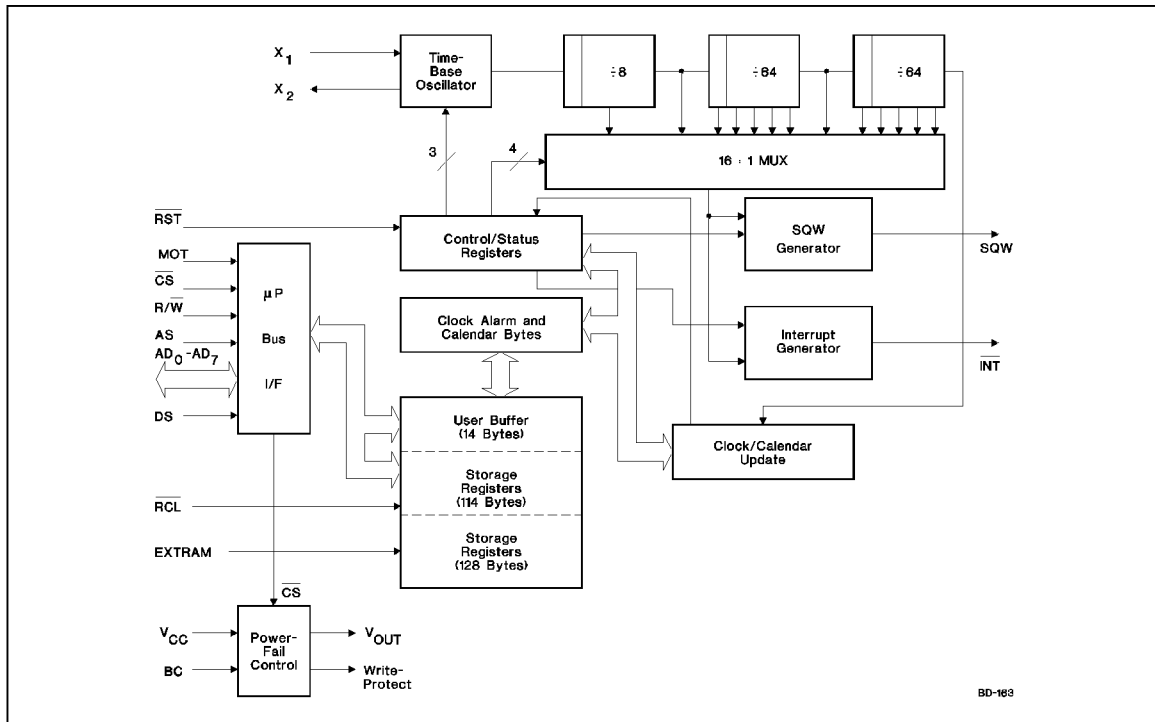 X1
X2
Time-
Base
Oscillator
÷8
÷64
÷64
3
4
16 : 1 MUX
RST
Control/Status
Registers
SQW
Generator
SQW
MOT
CS
R/W
AS
AD0-AD7
DS
µP
Bus
I/F
Clock Alarm and
Calendar Bytes
Interrupt
Generator
INT
User Buffer
(14 Bytes)
Clock/Calendar
Update
Storage
Registers
(114 Bytes)
RCL
Storage
Registers
(128 Bytes)
EXTRAM
CS
VCC
BC
Power-
Fail
Control
VOUT
Write-
Protect
BD-163